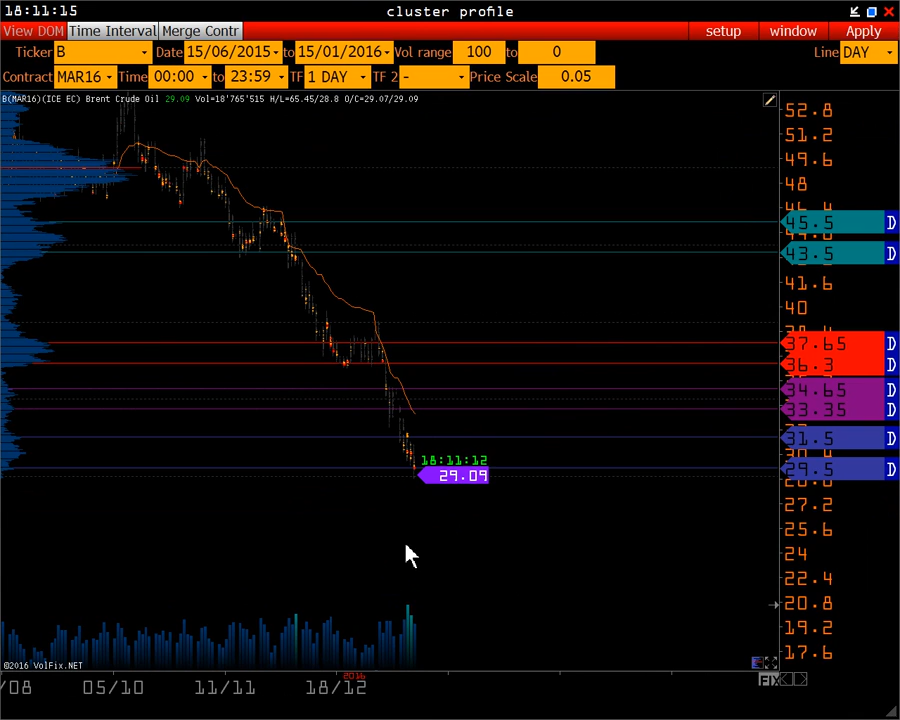 18:11:15 cluster profile
View DOM Time Interval Merge Contr setup window Apply
Ticker B Date 15/06/2015 to 15/01/2016 Vol range 100 to 0 Line DAY
Contract MAR16 Time 00:00 to 23:59 TF 1 DAY TF 2 - Price Scale 0.05
B(MAR16)(ICE EC) Brent Crude Oil 29.09 Vol=18'765'515 H/L=65.45/28.8 O/C=29.07/29.09
52.8
51.2
49.6
48
45.5 D
43.5 D
41.6
40
37.65 D
36.3 D
34.65 D
33.35 D
31.5 D
18:11:12
29.5 D
29.09
27.2
25.6
24
22.4
20.8
19.2
17.6
©2016 VolFix.NET
2016
FIX
/08 05/10 11/11 18/12